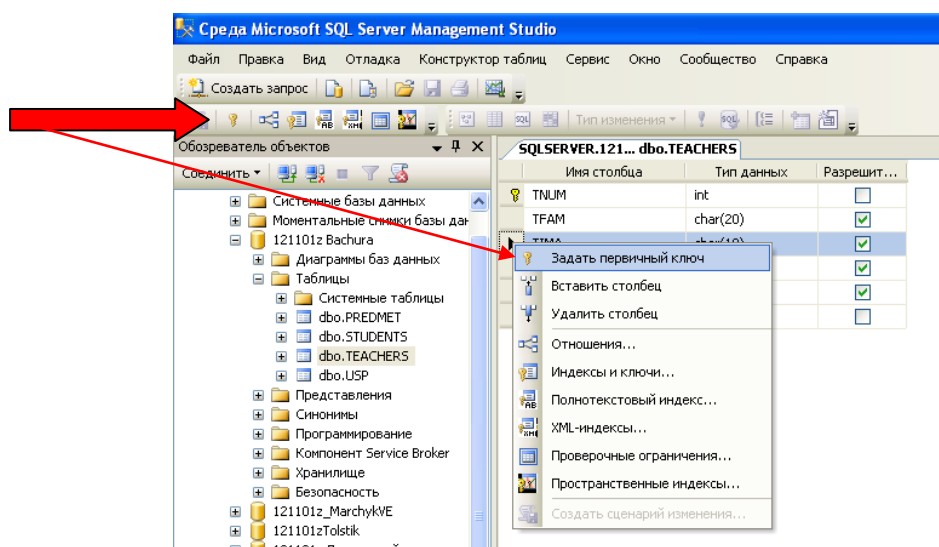 Среда Microsoft SQL Server Management Studio
Файл Правка Вид Отладка Конструктор таблиц Сервис Окно Сообщество Справка
Создать запрос
Тип изменения
Обозреватель объектов
SQLSERVER.121... dbo.TEACHERS
Соединить
Имя столбца Тип данных Разрешит...
Системные базы данных
TNUM int
Моментальные снимки базы дан
TFAM char(20)
121101z Bachura
TIMA char(10)
Диаграммы баз данных
Задать первичный ключ
Таблицы
Вставить столбец
Системные таблицы
Удалить столбец
dbo.PREDMET
dbo.STUDENTS
Отношения...
dbo.TEACHERS
Индексы и ключи...
dbo.USP
Представления
Полнотекстовый индекс...
Синонимы
XML-индексы...
Программирование
Компонент Service Broker
Проверочные ограничения...
Хранилище
Пространственные индексы...
Безопасность
121101z_MarchykVE
Создать сценарий изменения...
121101zTolstik